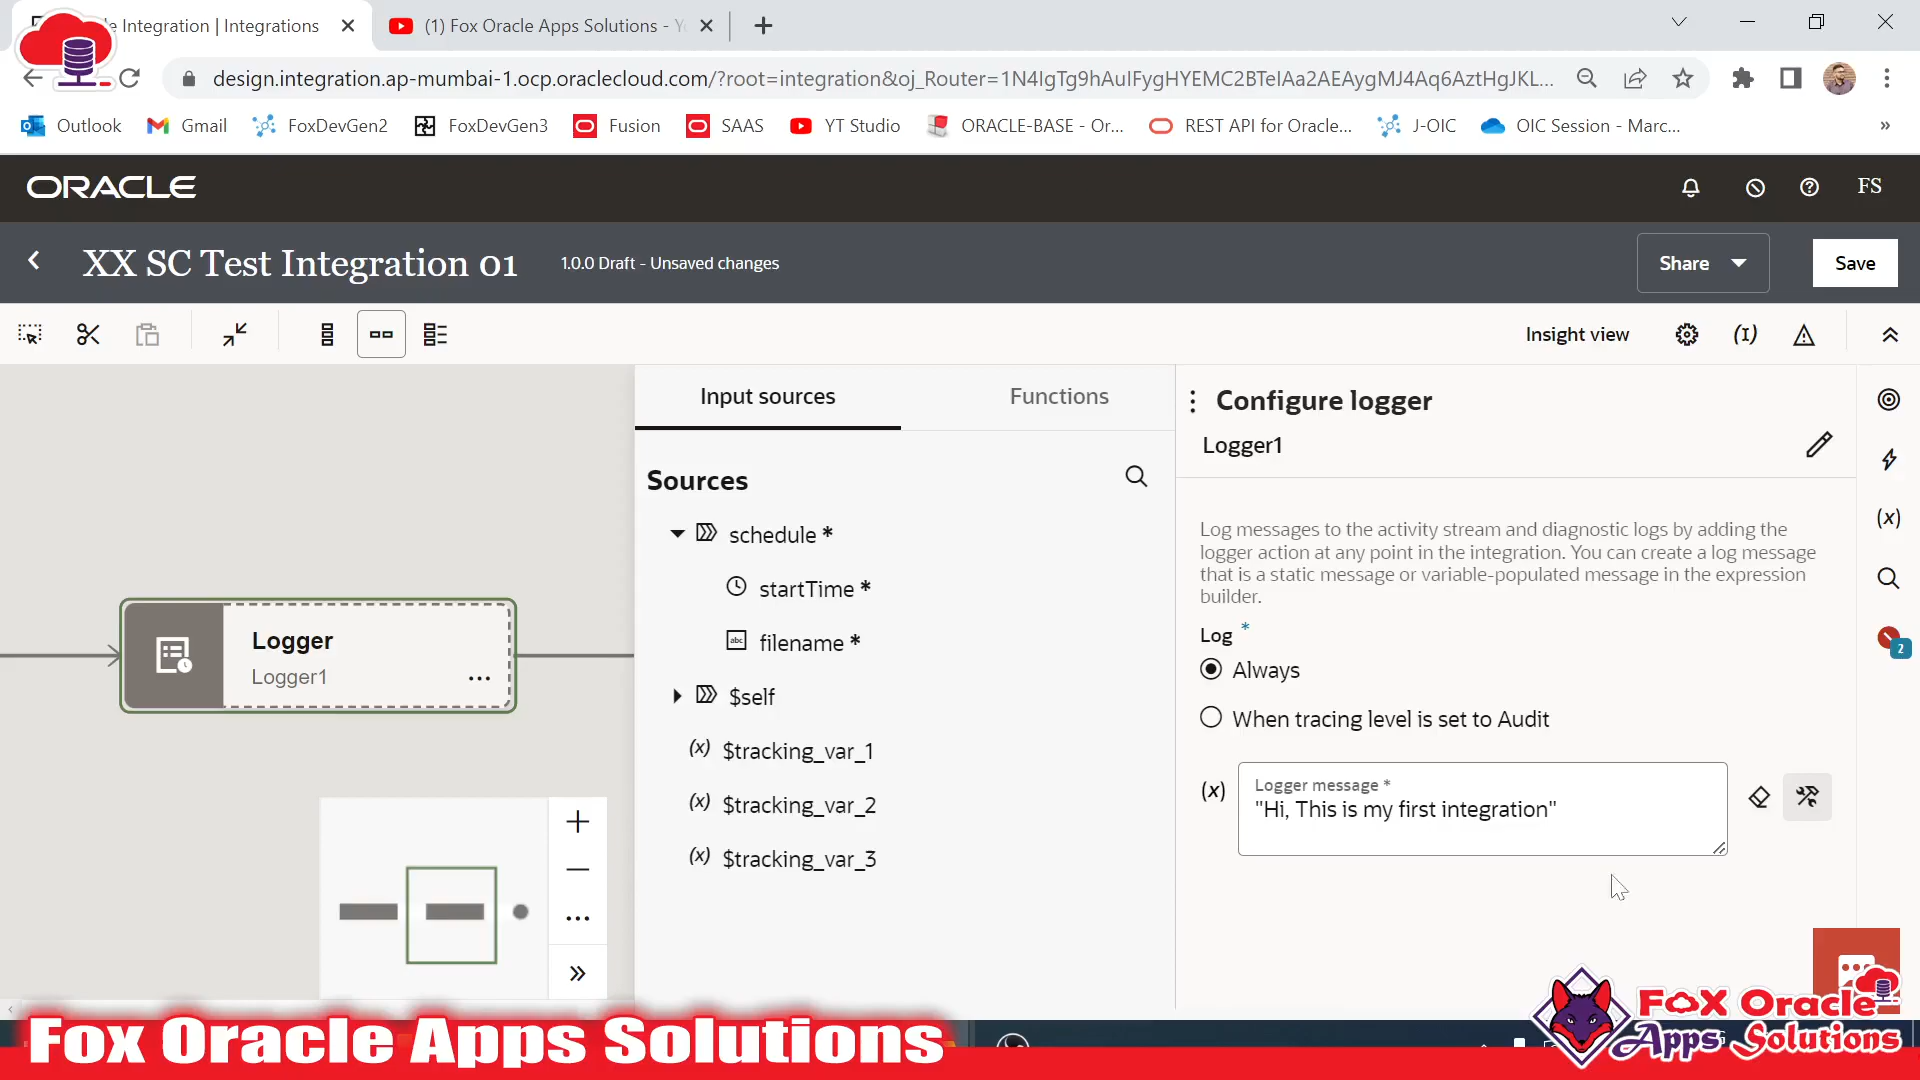 Integration | Integrations
(1) Fox Oracle Apps Solutions -
design.integration.ap-mumbai-1.ocp.oraclecloud.com/?root=integration&oj_Router=1N4IgTg9hAuIFygHYEMC2BTeIAa2AEAygMJ4Aq6AztHgJKL...
Outlook
Gmail
FoxDevGen2
FoxDevGen3
Fusion
SAAS
YT Studio
ORACLE-BASE - Or...
REST API for Oracle...
J-OIC
OIC Session - Marc...
»
ORACLE
FS
XX SC Test Integration 01
1.0.0 Draft - Unsaved changes
Share
Save
Insight view
Input sources
Functions
Configure logger
Logger1
Sources
schedule *
startTime *
abc
filename *
$self
(x) $tracking_var_1
(x) $tracking_var_2
(x) $tracking_var_3
Logger
Logger1
...
Log messages to the activity stream and diagnostic logs by adding the
logger action at any point in the integration. You can create a log message
that is a static message or variable-populated message in the expression
builder.
Log *
Always
When tracing level is set to Audit
(x)
Logger message *
"Hi, This is my first integration"
(x)
2
Fox Oracle Apps Solutions
Fox Oracle
Apps Solutions